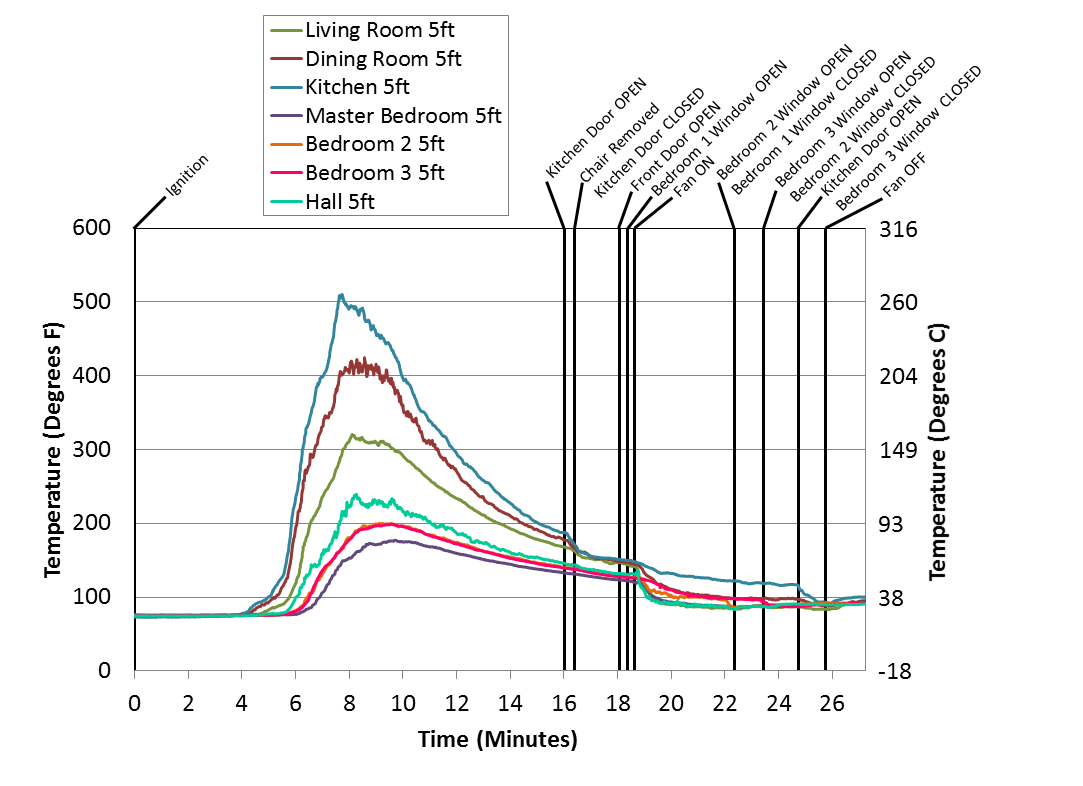 Living Room 5ft
Dining Room 5ft
Kitchen 5ft
Master Bedroom 5ft
Bedroom 2 5ft
Bedroom 3 5ft
Hall 5ft
Ignition
Kitchen Door OPEN
Chair Removed
Kitchen Door CLOSED
Front Door OPEN
Bedroom 1 Window OPEN
Fan ON
Bedroom 2 Window OPEN
Bedroom 1 Window CLOSED
Bedroom 3 Window OPEN
Bedroom 2 Window CLOSED
Kitchen Door OPEN
Bedroom 3 Window CLOSED
Fan OFF
Temperature (Degrees F)
600
500
400
300
200
100
0
316
260
204
149
93
38
-18
Temperature (Degrees C)
0 2 4 6 8 10 12 14 16 18 20 22 24 26
Time (Minutes)